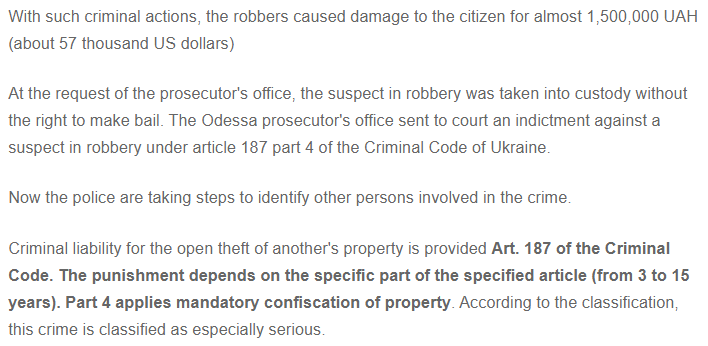 With such criminal actions, the robbers caused damage to the citizen for almost 1,500,000 UAH
(about 57 thousand US dollars)
At the request of the prosecutor's office, the suspect in robbery was taken into custody without
the right to make bail. The Odessa prosecutor's office sent to court an indictment against a
suspect in robbery under article 187 part 4 of the Criminal Code of Ukraine.
Now the police are taking steps to identify other persons involved in the crime.
Criminal liability for the open theft of another's property is provided Art. 187 of the Criminal
Code. The punishment depends on the specific part of the specified article (from 3 to 15
years). Part 4 applies mandatory confiscation of property. According to the classification,
this crime is classified as especially serious.